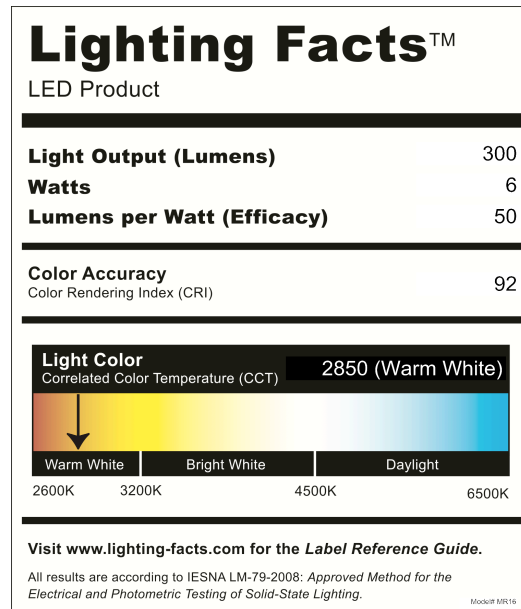 Lighting Facts™
LED Product
Light Output (Lumens) 300
Watts 6
Lumens per Watt (Efficacy) 50
Color Accuracy
Color Rendering Index (CRI) 92
Light Color
Correlated Color Temperature (CCT) 2850 (Warm White)
Warm White Bright White Daylight
2600K 3200K 4500K 6500K
Visit www.lighting-facts.com for the Label Reference Guide.
All results are according to IESNA LM-79-2008: Approved Method for the
Electrical and Photometric Testing of Solid-State Lighting.
Model# MR16